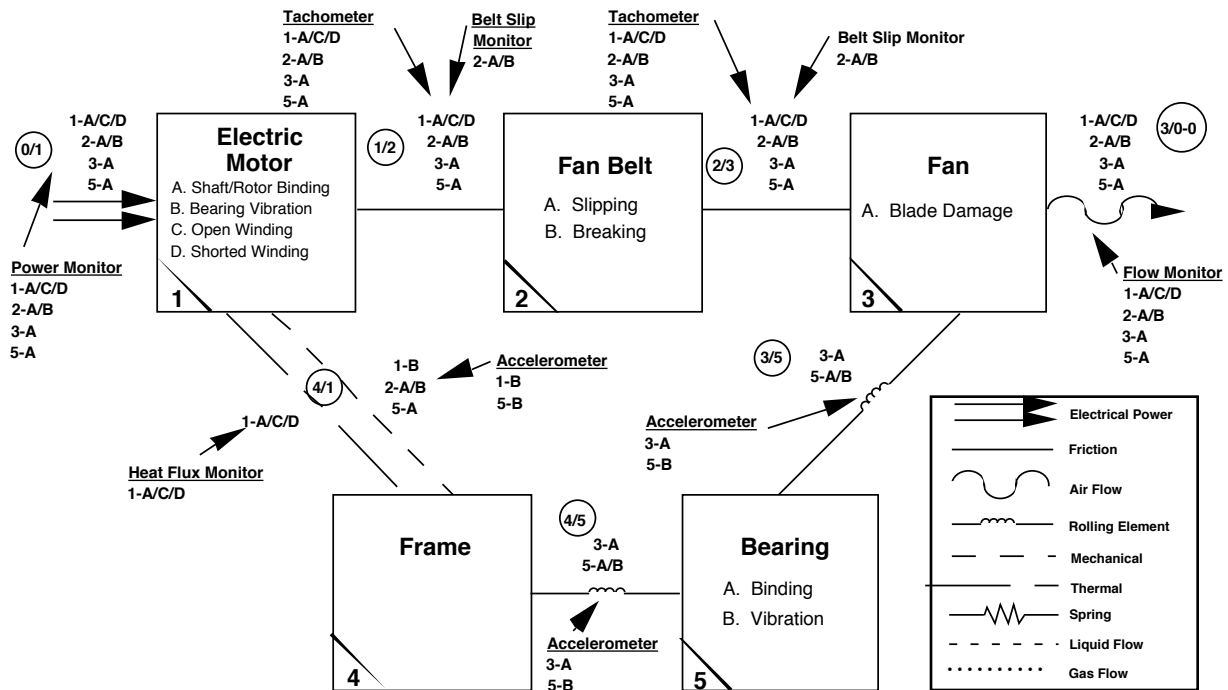 Tachometer
1-A/C/D
2-A/B
3-A
5-A
Belt Slip
Monitor
2-A/B
Tachometer
1-A/C/D
2-A/B
3-A
5-A
Belt Slip Monitor
2-A/B
0/1
1-A/C/D
2-A/B
3-A
5-A
Electric
Motor
A. Shaft/Rotor Binding
B. Bearing Vibration
C. Open Winding
D. Shorted Winding
1
1/2
1-A/C/D
2-A/B
3-A
5-A
Fan Belt
A. Slipping
B. Breaking
2
2/3
1-A/C/D
2-A/B
3-A
5-A
Fan
A. Blade Damage
3
1-A/C/D
2-A/B
3-A
5-A
3/0-0
Power Monitor
1-A/C/D
2-A/B
3-A
5-A
Flow Monitor
1-A/C/D
2-A/B
3-A
5-A
4/1
1-B
2-A/B
5-A
Accelerometer
1-B
5-B
3/5
3-A
5-A/B
1-A/C/D
Heat Flux Monitor
1-A/C/D
Accelerometer
3-A
5-B
Frame
4
4/5
3-A
5-A/B
Accelerometer
3-A
5-B
Bearing
A. Binding
B. Vibration
5
Electrical Power
Friction
Air Flow
Rolling Element
Mechanical
Thermal
Spring
Liquid Flow
Gas Flow